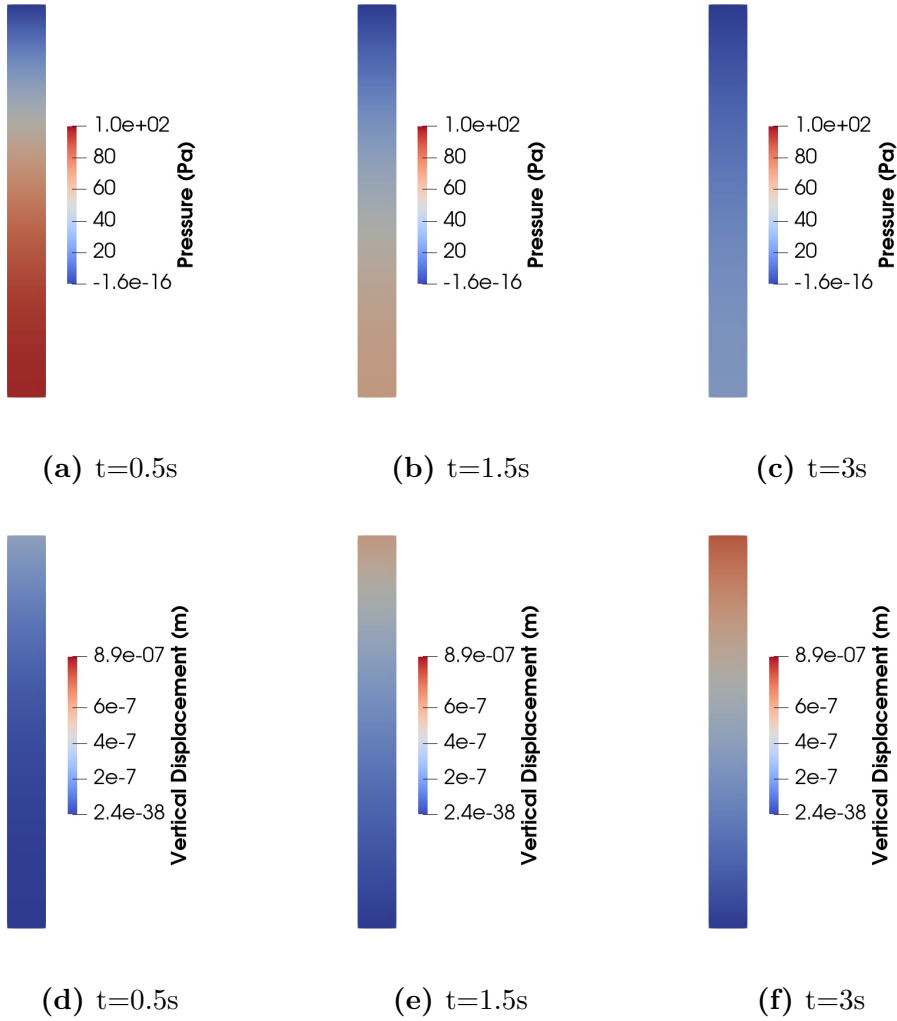 1.0e+02
80
60
40
20
-1.6e-16
Pressure (Pa)
1.0e+02
80
60
40
20
-1.6e-16
Pressure (Pa)
1.0e+02
80
60
40
20
-1.6e-16
Pressure (Pa)
(a) t=0.5s
(b) t=1.5s
(c) t=3s
8.9e-07
6e-7
4e-7
2e-7
2.4e-38
Vertical Displacement (m)
8.9e-07
6e-7
4e-7
2e-7
2.4e-38
Vertical Displacement (m)
8.9e-07
6e-7
4e-7
2e-7
2.4e-38
Vertical Displacement (m)
(d) t=0.5s
(e) t=1.5s
(f) t=3s